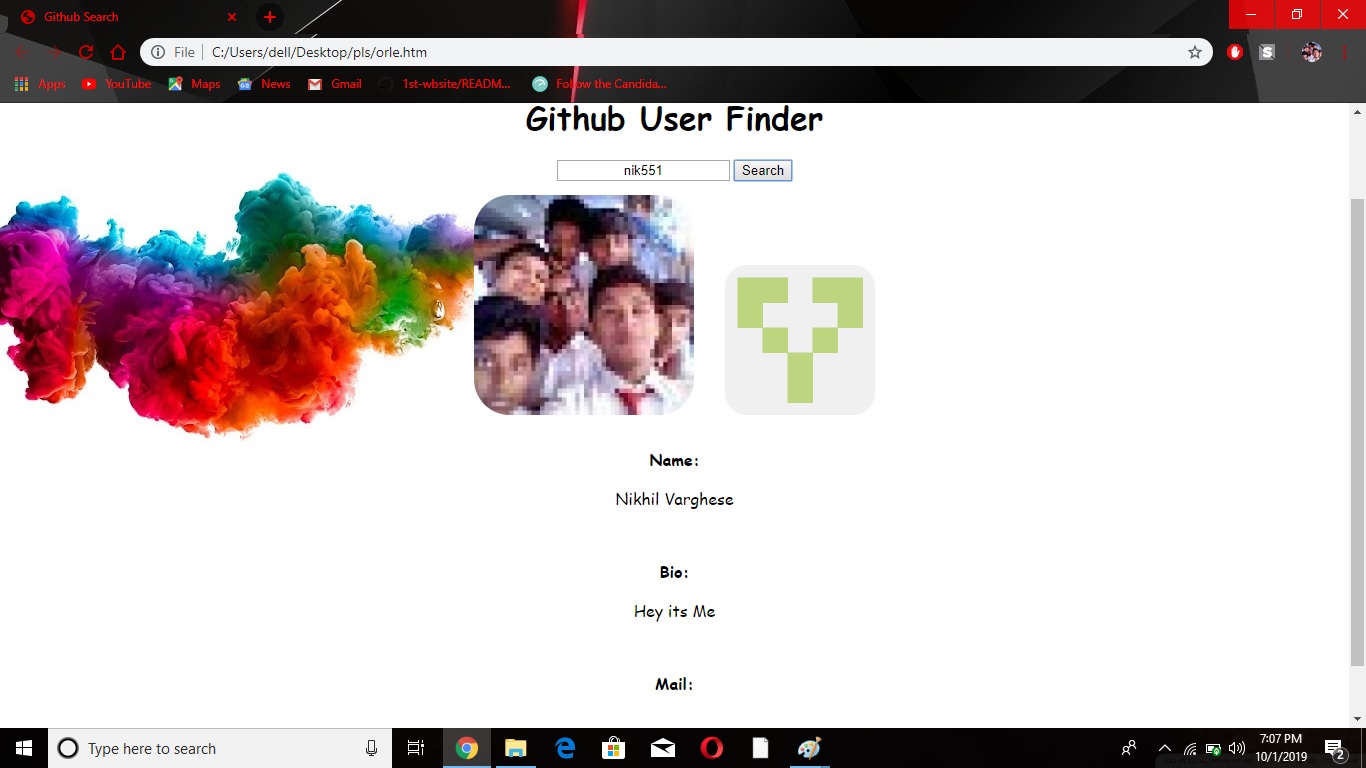 Github Search
File
C:/Users/dell/Desktop/pls/orle.htm
Apps
YouTube
Maps
News
Gmail
1st-wbsite/READM...
Follow the Candida...
Github User Finder
nik551
Search
Name:
Nikhil Varghese
Bio:
Hey its Me
Mail:
Type here to search
7:07 PM
10/1/2019
2